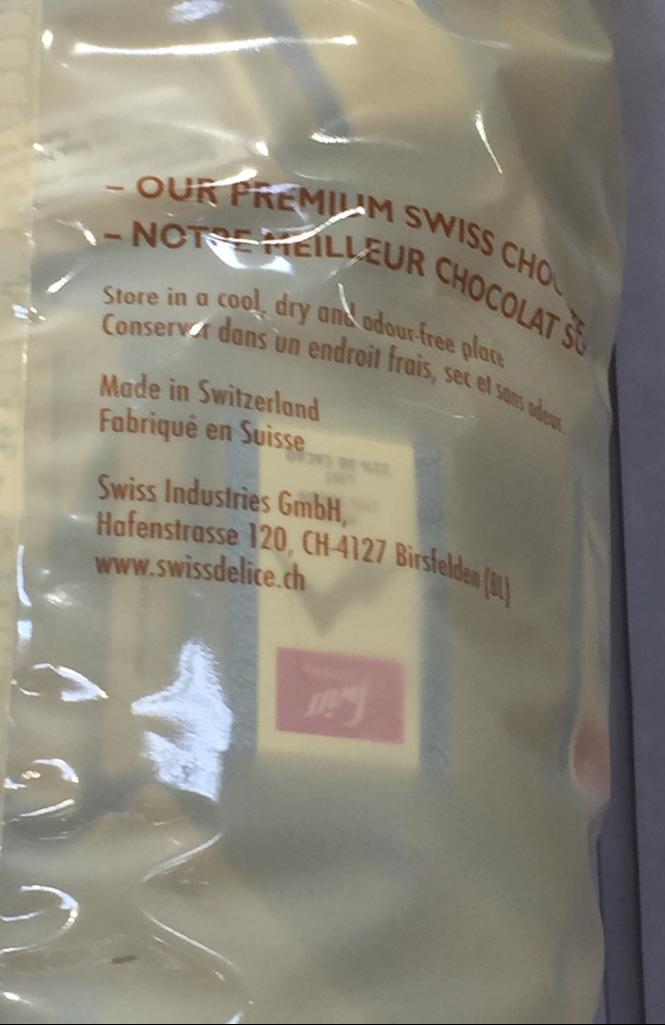 – OUR PREMIUM SWISS
– NOTRE MEILLEUR CHOCOLAT
Store in a cool, dry and odour-free place
Conserver dans un endroit frais, sec et sans odeur.
Made in Switzerland
Fabriqué en Suisse
Swiss Industries GmbH,
Hafenstrasse 120, CH-4127 Birsfelden (BL)
www.swissdelice.ch
Swiss